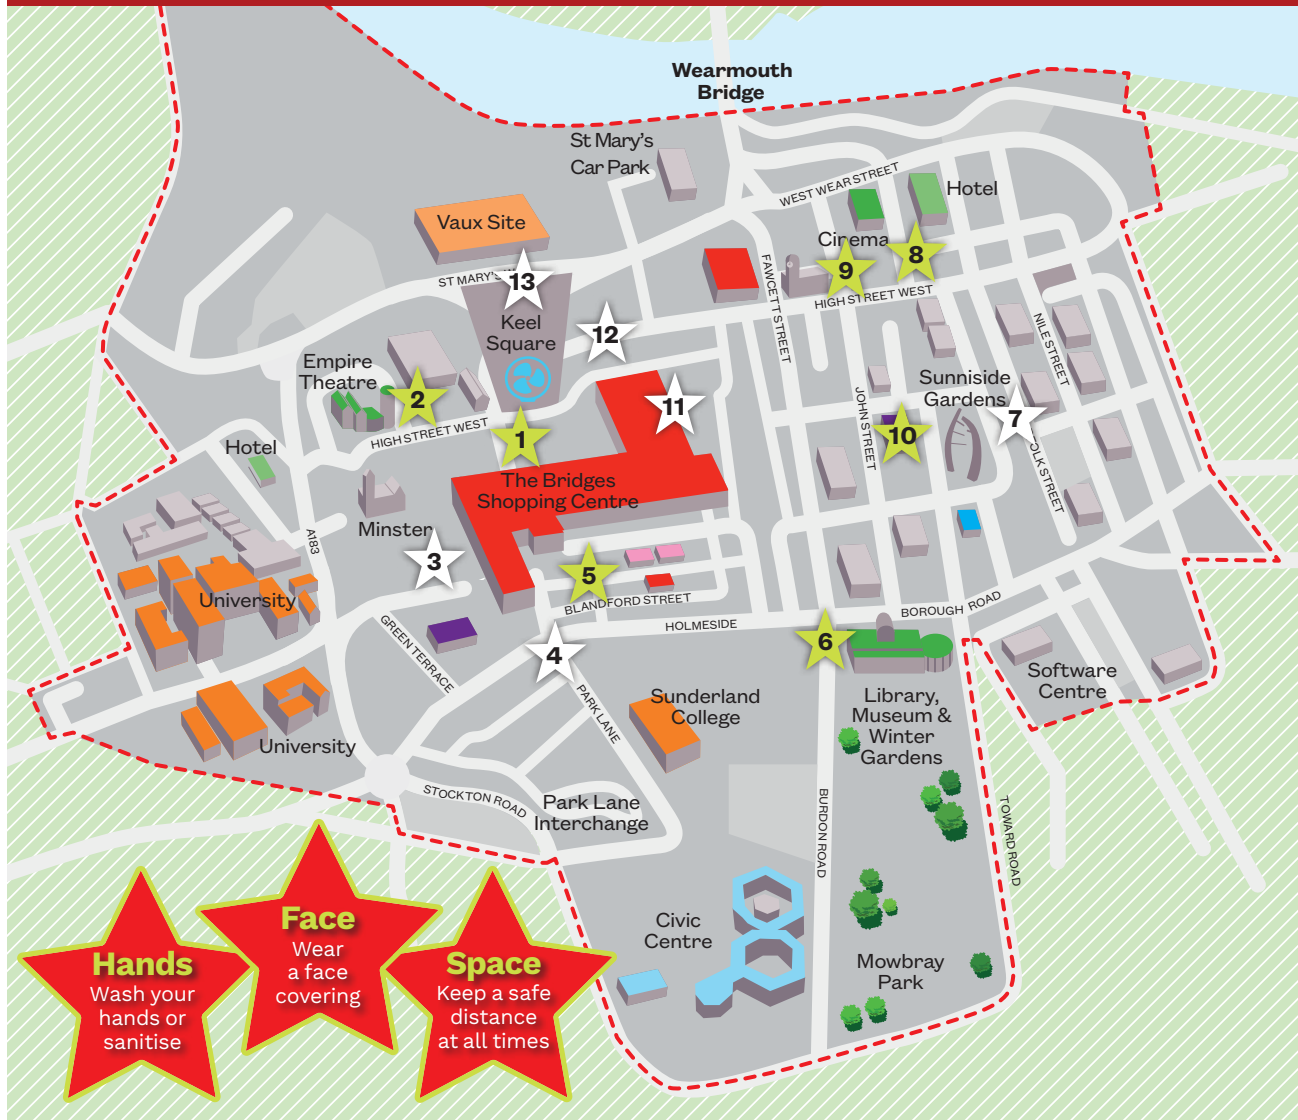 Wearmouth
Bridge
St Mary's
Car Park
WEST WEAR STREET
Hotel
Vaux Site
Cinema
8
9
ST MARY'S
13
FAWCETT STREET
HIGH STREET WEST
Keel
Square
12
NILE STREET
Empire
Theatre
2
11
Sunniside
Gardens
7
HIGH STREET WEST
1
JOHN STREET
10
Hotel
The Bridges
Shopping Centre
Minster
A183
3
5
University
BLANDFORD STREET
HOLMESIDE
BOROUGH ROAD
GREEN TERRACE
4
6
PARK LANE
Sunderland
College
Library,
Museum &
Winter
Gardens
Software
Centre
University
STOCKTON ROAD
Park Lane
Interchange
BURDON ROAD
TOWARD ROAD
Civic
Centre
Mowbray
Park
Hands
Wash your
hands or
sanitise
Face
Wear
a face
covering
Space
Keep a safe
distance
at all times